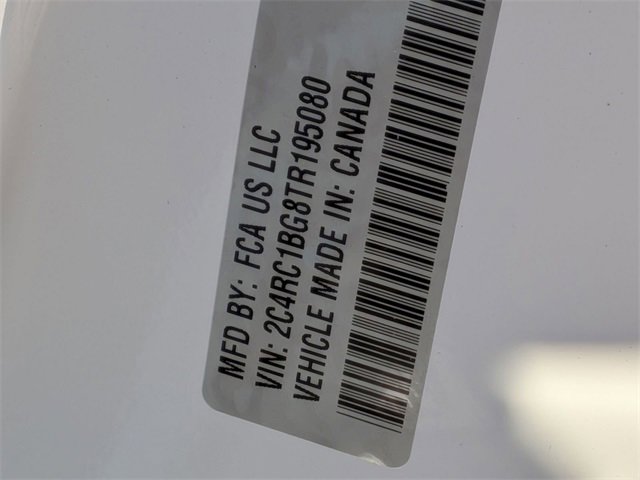 MFD BY: FCA US LLC
VIN: 2C4RC1BG8TR195080
VEHICLE MADE IN: CANADA